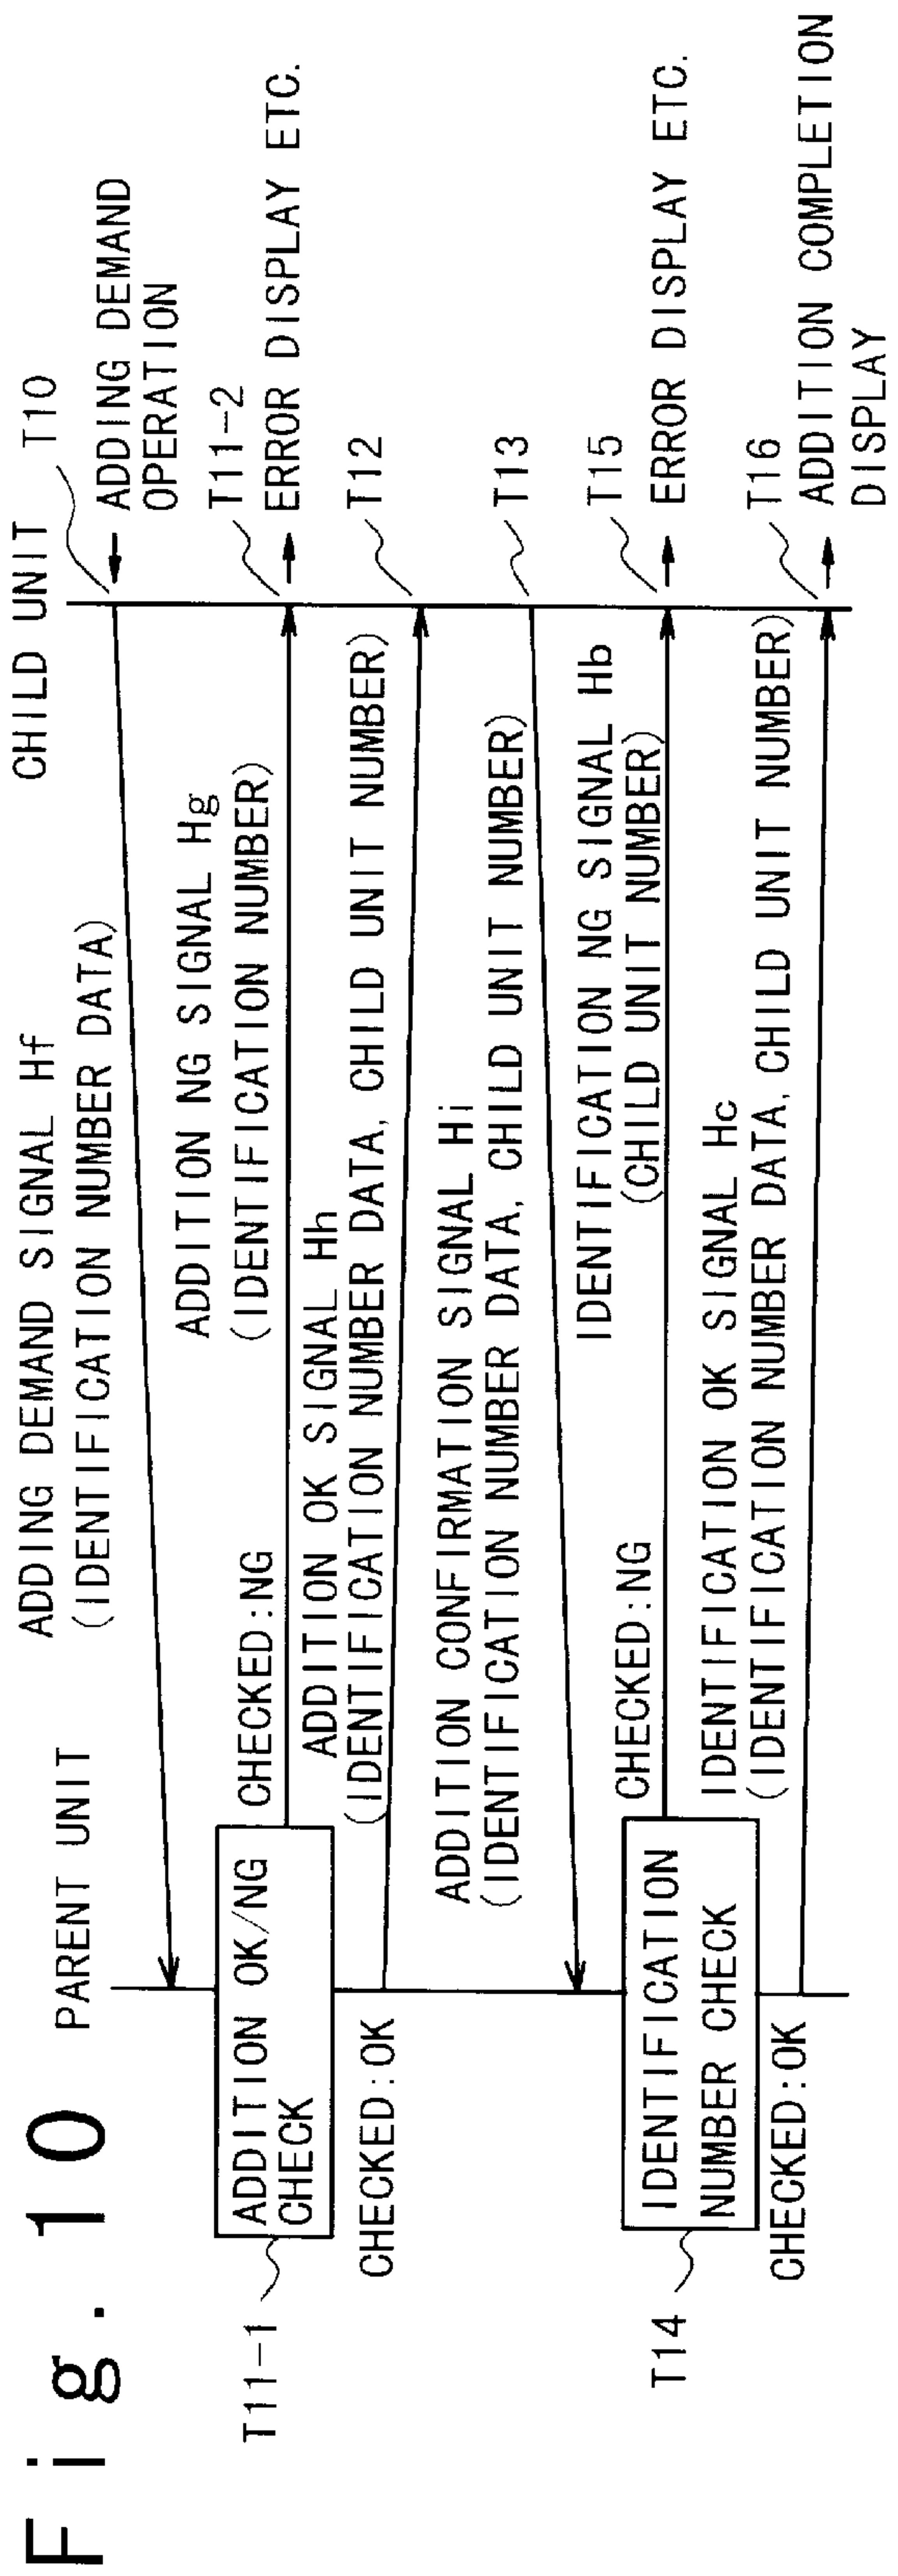 Fig. 10
PARENT UNIT
CHILD UNIT
T10
ADDING DEMAND SIGNAL Hf
(IDENTIFICATION NUMBER DATA)
ADDING DEMAND
OPERATION
T11-1
ADDITION OK/NG
CHECK
CHECKED:NG
ADDITION NG SIGNAL Hg
(IDENTIFICATION NUMBER)
T11-2
ERROR DISPLAY ETC.
CHECKED:OK
ADDITION OK SIGNAL Hh
(IDENTIFICATION NUMBER DATA, CHILD UNIT NUMBER)
T12
ADDITION CONFIRMATION SIGNAL Hi
(IDENTIFICATION NUMBER DATA, CHILD UNIT NUMBER)
T13
T14
IDENTIFICATION
NUMBER CHECK
CHECKED:NG
IDENTIFICATION NG SIGNAL Hb
(CHILD UNIT NUMBER)
T15
ERROR DISPLAY ETC.
CHECKED:OK
IDENTIFICATION OK SIGNAL Hc
(IDENTIFICATION NUMBER DATA, CHILD UNIT NUMBER)
T16
ADDITION COMPLETION
DISPLAY